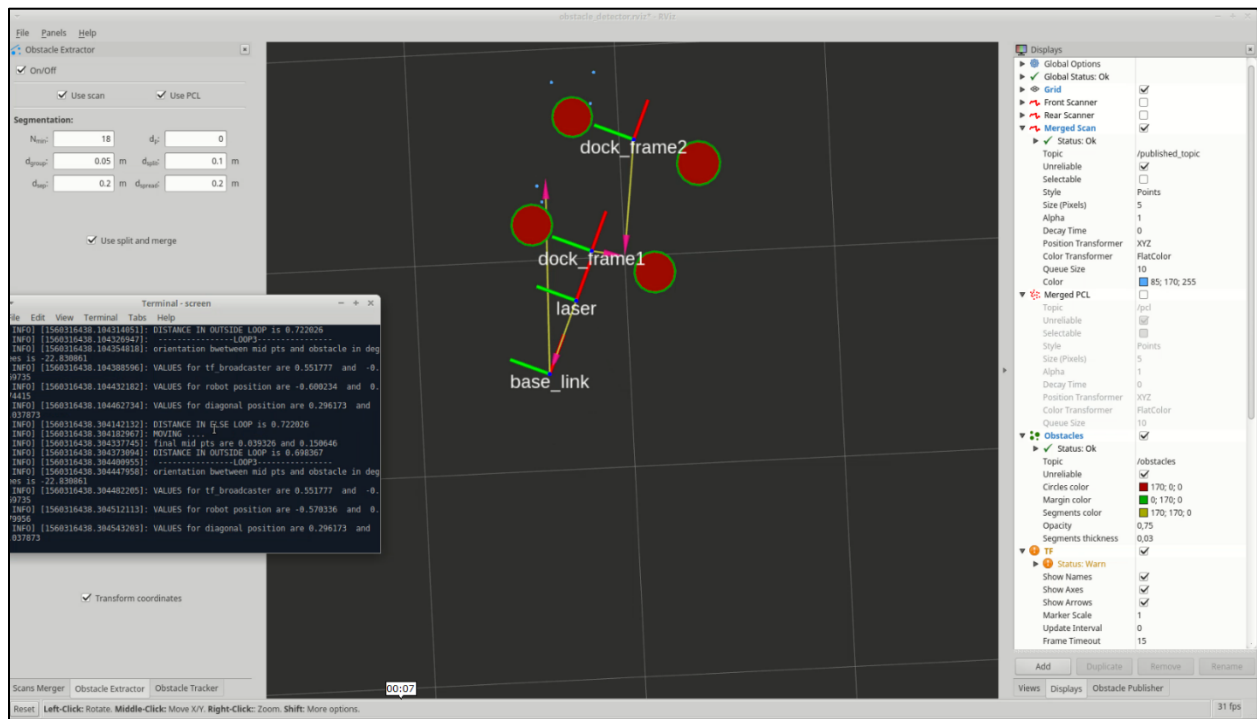 obstacle_detector.rviz* - RViz
File Panels Help
Obstacle Extractor
On/Off
Use scan Use PCL
Segmentation:
Nmin: 18 dp: 0
dgroup: 0.05 m dsplit: 0.1 m
dsep: 0.2 m dspread: 0.2 m
Use split and merge
Terminal - screen
File Edit View Terminal Tabs Help
INFO] [1560316438.104314051]: DISTANCE IN OUTSIDE LOOP is 0.722026
INFO] [1560316438.104326947]: ----------------LOOP3----------------
INFO] [1560316438.104354818]: orientation bwetween mid pts and obstacle in deg
ees is -22.830861
INFO] [1560316438.104388596]: VALUES for tf_broadcaster are 0.551777 and -0.
9735
INFO] [1560316438.104432182]: VALUES for robot position are -0.600234 and 0.
4415
INFO] [1560316438.104462734]: VALUES for diagonal position are 0.296173 and
037873
INFO] [1560316438.304142132]: DISTANCE IN ELSE LOOP is 0.722026
INFO] [1560316438.304182967]: MOVING ....
INFO] [1560316438.304337745]: final mid pts are 0.039326 and 0.150646
INFO] [1560316438.304373094]: DISTANCE IN OUTSIDE LOOP is 0.698367
INFO] [1560316438.304400955]: ----------------LOOP3----------------
INFO] [1560316438.304447950]: orientation bwetween mid pts and obstacle in deg
ees is -22.830861
INFO] [1560316438.304482205]: VALUES for tf_broadcaster are 0.551777 and -0.
9735
INFO] [1560316438.304512113]: VALUES for robot position are -0.570336 and 0.
9956
INFO] [1560316438.304543203]: VALUES for diagonal position are 0.296173 and
037873
Transform coordinates
Scans Merger Obstacle Extractor Obstacle Tracker
dock_frame2
dock_frame1
laser
base_link
00:07
Displays
Global Options
Global Status: Ok
Grid
Front Scanner
Rear Scanner
Merged Scan
Status: Ok
Topic /published_topic
Unreliable
Selectable
Style Points
Size (Pixels) 5
Alpha 1
Decay Time 0
Position Transformer XYZ
Color Transformer FlatColor
Queue Size 10
Color 85; 170; 255
Merged PCL
Topic /pcl
Unreliable
Selectable
Style Points
Size (Pixels) 5
Alpha 1
Decay Time 0
Position Transformer XYZ
Color Transformer FlatColor
Queue Size 10
Obstacles
Status: Ok
Topic /obstacles
Unreliable
Circles color 170; 0; 0
Margin color 0; 170; 0
Segments color 170; 170; 0
Opacity 0,75
Segments thickness 0,03
TF
Status: Warn
Show Names
Show Axes
Show Arrows
Marker Scale 1
Update Interval 0
Frame Timeout 15
Add Duplicate Remove Rename
Views Displays Obstacle Publisher
Reset Left-Click: Rotate. Middle-Click: Move X/Y. Right-Click:: Zoom. Shift: More options. 31 fps